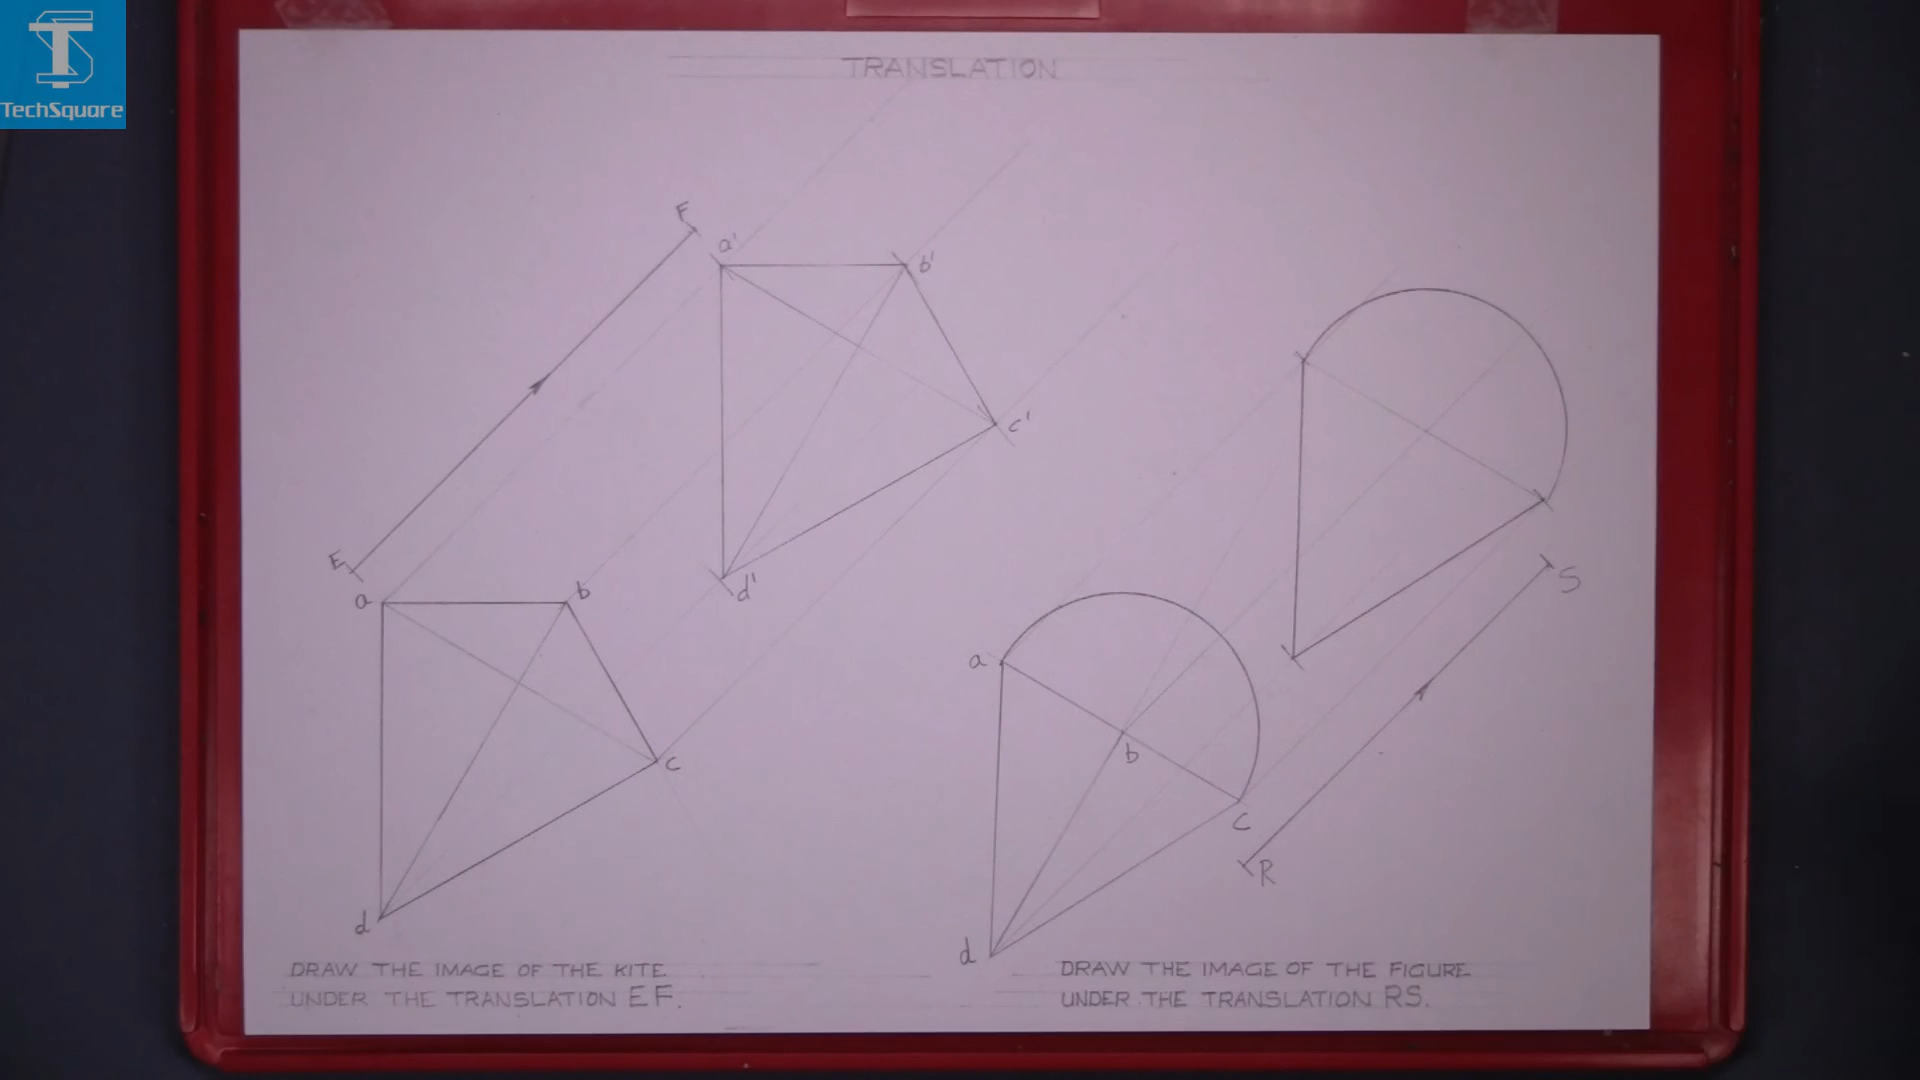 TechSquare
TRANSLATION
F
a'
b'
c'
d'
E
a
b
c
d
a
b
c
d
S
R
DRAW THE IMAGE OF THE KITE
UNDER THE TRANSLATION EF.
DRAW THE IMAGE OF THE FIGURE
UNDER THE TRANSLATION RS.